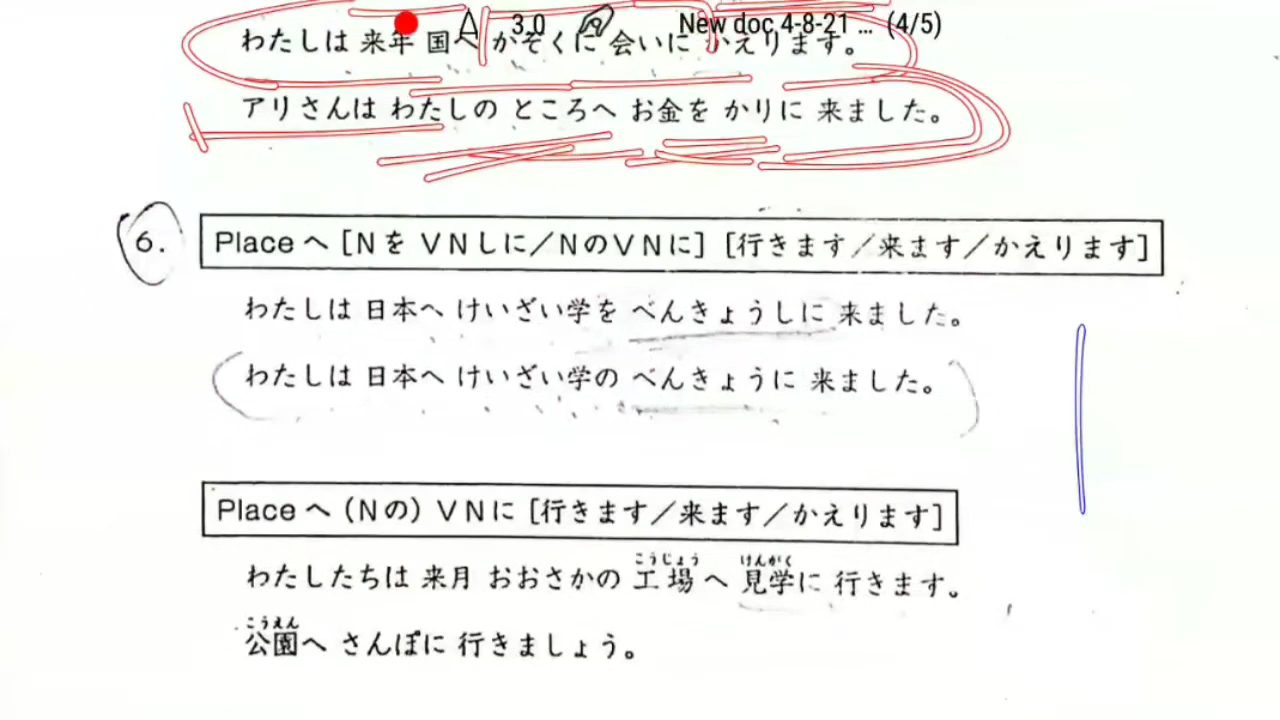 3.0 New doc 4-8-21 ... (4/5)
わたしは 来年 国へ かぞくに 会いに かえります。
アリさんは わたしの ところへ お金を かりに 来ました。
6. Placeへ [Nを VNしに/NのVNに] [行きます/来ます/かえります]
わたしは 日本へ けいざい学を べんきょうしに 来ました。
わたしは 日本へ けいざい学の べんきょうに 来ました。
Placeへ (Nの) VNに [行きます/来ます/かえります]
こうじょう けんがく
わたしたちは 来月 おおさかの 工場へ 見学に 行きます。
こうえん
公園へ さんぽに 行きましょう。